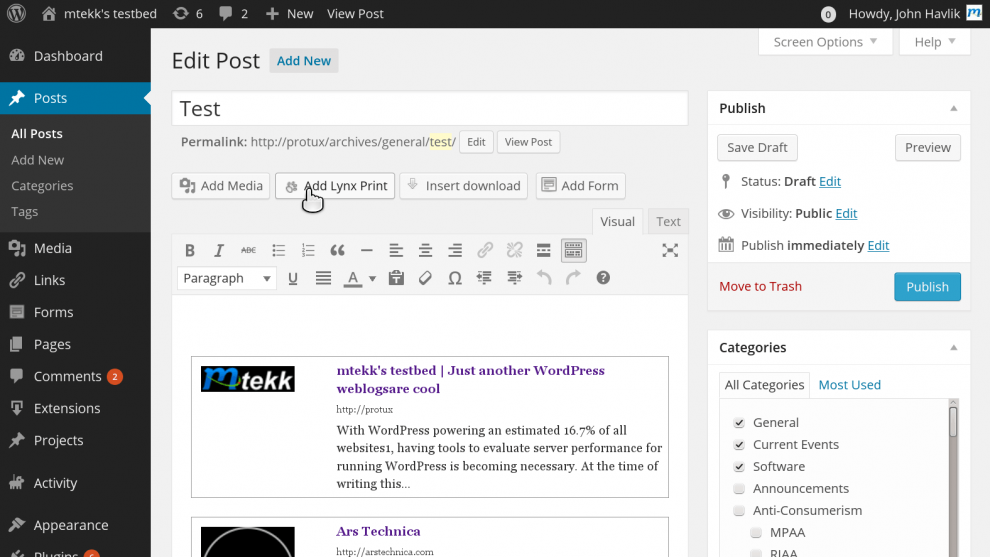 mtekk's testbed 6 2 New View Post 0 Howdy, John Havlik
Screen Options Help
Dashboard
Posts
All Posts
Add New
Categories
Tags
Media
Links
Forms
Pages
Comments 2
Extensions
Projects
Activity
Appearance
Plugins 6
Edit Post Add New
Test
Permalink: http://protux/archives/general/test/ Edit View Post
Add Media Add Lynx Print Insert download Add Form
Visual Text
B I ABC
Paragraph U A Ω
mtekk
mtekk's testbed | Just another WordPress
weblogsare cool
http://protux
With WordPress powering an estimated 16.7% of all
websites1, having tools to evaluate server performance for
running WordPress is becoming necessary. At the time of
writing this...
Ars Technica
http://arstechnica.com
Publish
Save Draft Preview
Status: Draft Edit
Visibility: Public Edit
Publish immediately Edit
Move to Trash Publish
Categories
All Categories Most Used
General
Current Events
Software
Announcements
Anti-Consumerism
MPAA
RIAA